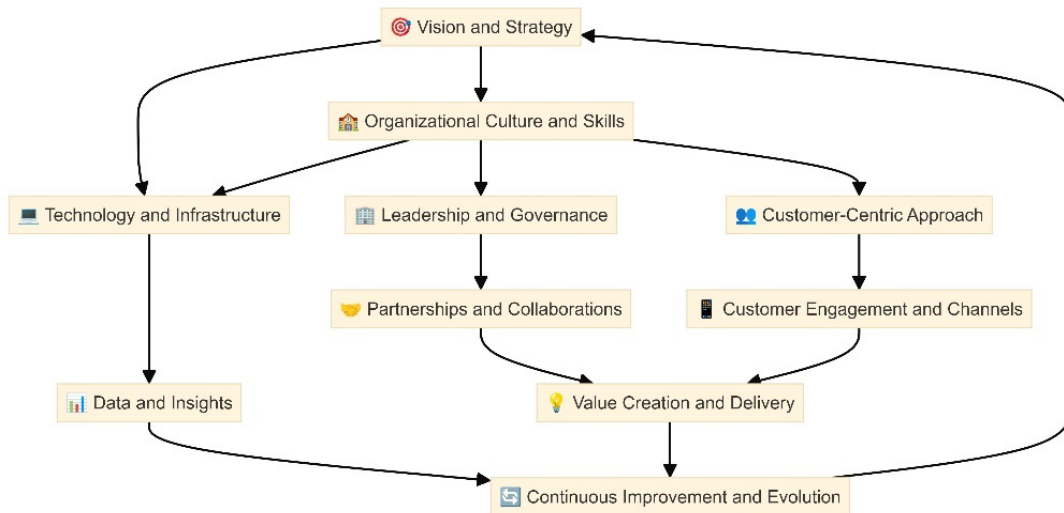 🎯 Vision and Strategy
🏫 Organizational Culture and Skills
💻 Technology and Infrastructure
🏢 Leadership and Governance
👥 Customer-Centric Approach
🤝 Partnerships and Collaborations
📱 Customer Engagement and Channels
📊 Data and Insights
💡 Value Creation and Delivery
🔄 Continuous Improvement and Evolution